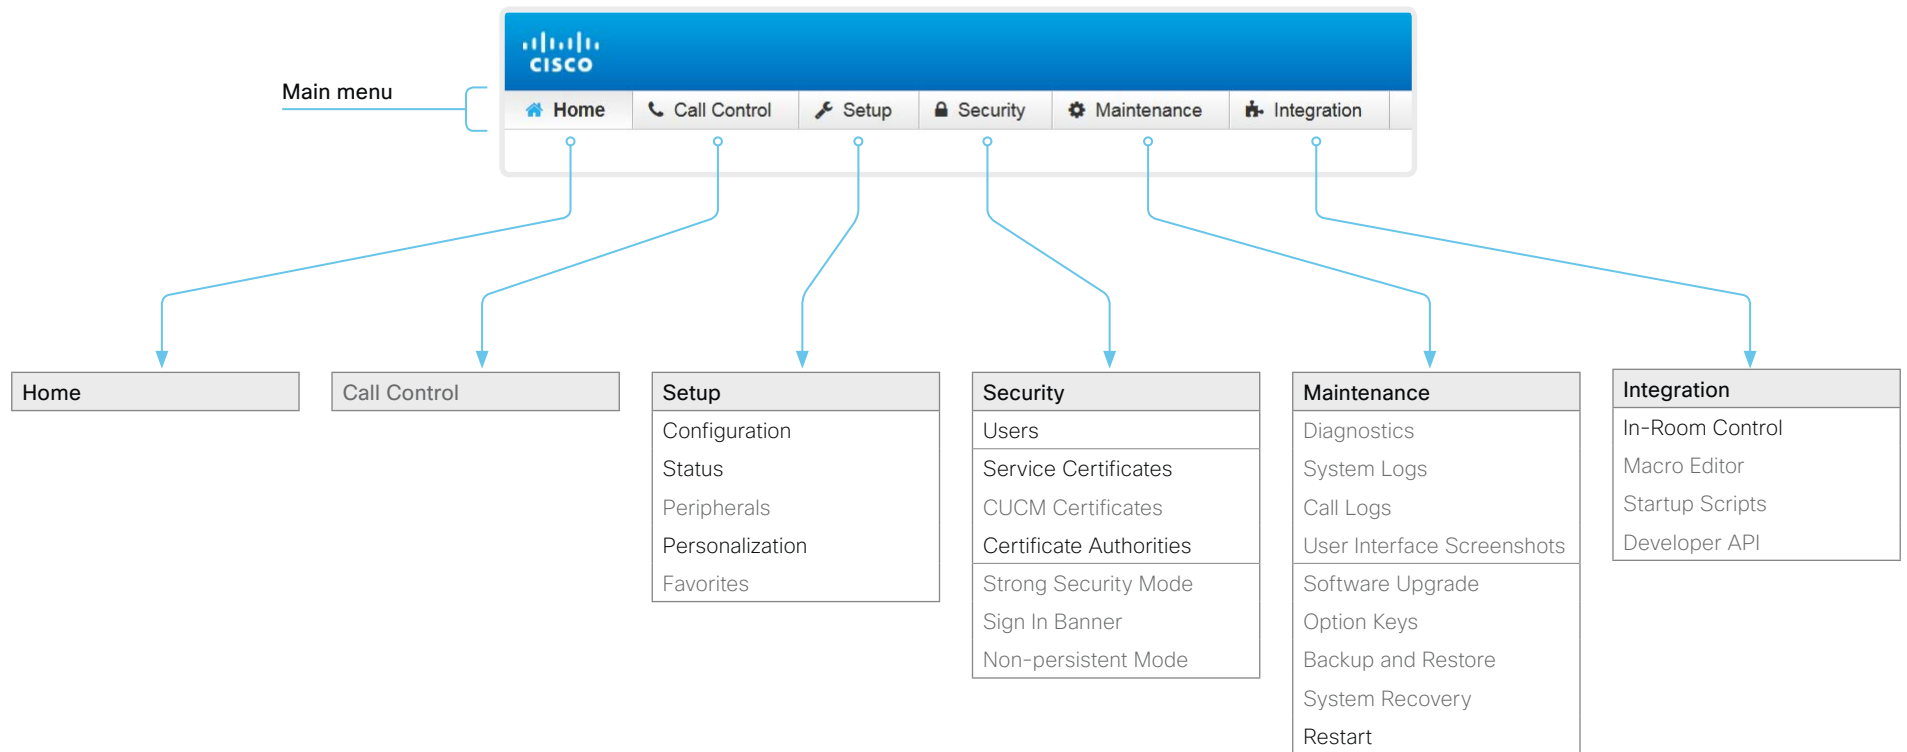 CISCO
Main menu
Home Call Control Setup Security Maintenance Integration
Home
Call Control
Setup
Configuration
Status
Peripherals
Personalization
Favorites
Security
Users
Service Certificates
CUCM Certificates
Certificate Authorities
Strong Security Mode
Sign In Banner
Non-persistent Mode
Maintenance
Diagnostics
System Logs
Call Logs
User Interface Screenshots
Software Upgrade
Option Keys
Backup and Restore
System Recovery
Restart
Integration
In-Room Control
Macro Editor
Startup Scripts
Developer API